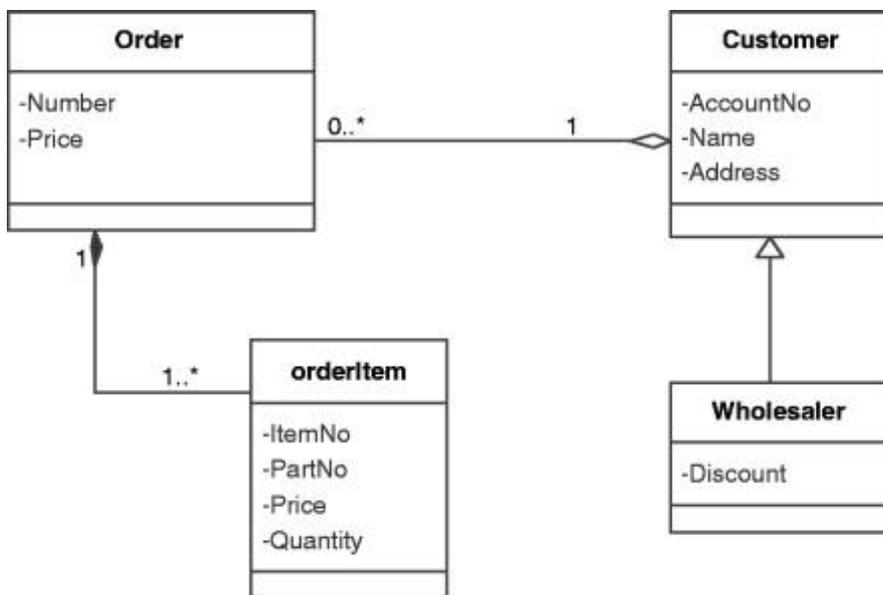 Order
-Number
-Price
Customer
-AccountNo
-Name
-Address
0..*
1
1
1..*
orderItem
-ItemNo
-PartNo
-Price
-Quantity
Wholesaler
-Discount